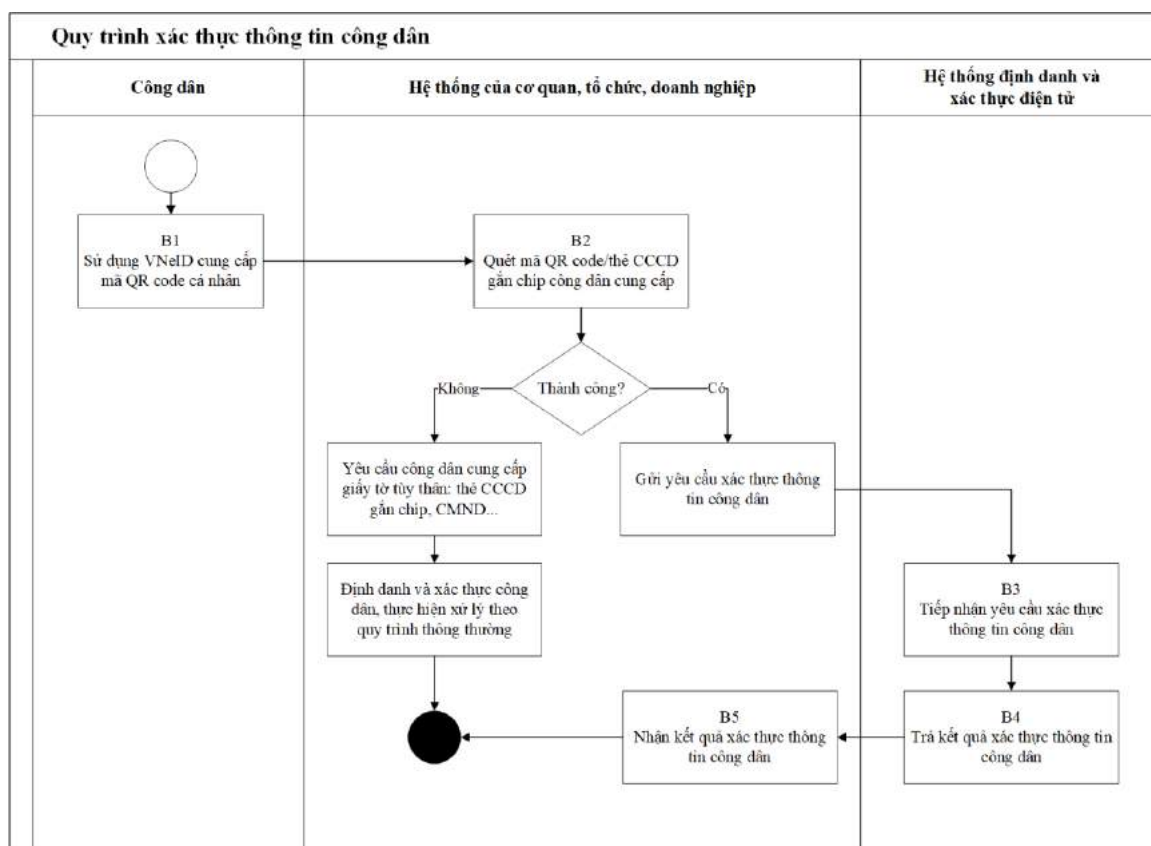 Quy trình xác thực thông tin công dân
Công dân
Hệ thống của cơ quan, tổ chức, doanh nghiệp
Hệ thống định danh và
xác thực điện tử
B1
Sử dụng VNeID cung cấp
mã QR code cá nhân
B2
Quét mã QR code/thẻ CCCD
gắn chip công dân cung cấp
Thành công?
Không
Có
Yêu cầu công dân cung cấp
giấy tờ tùy thân: thẻ CCCD
gắn chip, CMND...
Gửi yêu cầu xác thực thông
tin công dân
Định danh và xác thực công
dân, thực hiện xử lý theo
quy trình thông thường
B3
Tiếp nhận yêu cầu xác thực
thông tin công dân
B5
Nhận kết quả xác thực thông
tin công dân
B4
Trả kết quả xác thực thông tin
công dân